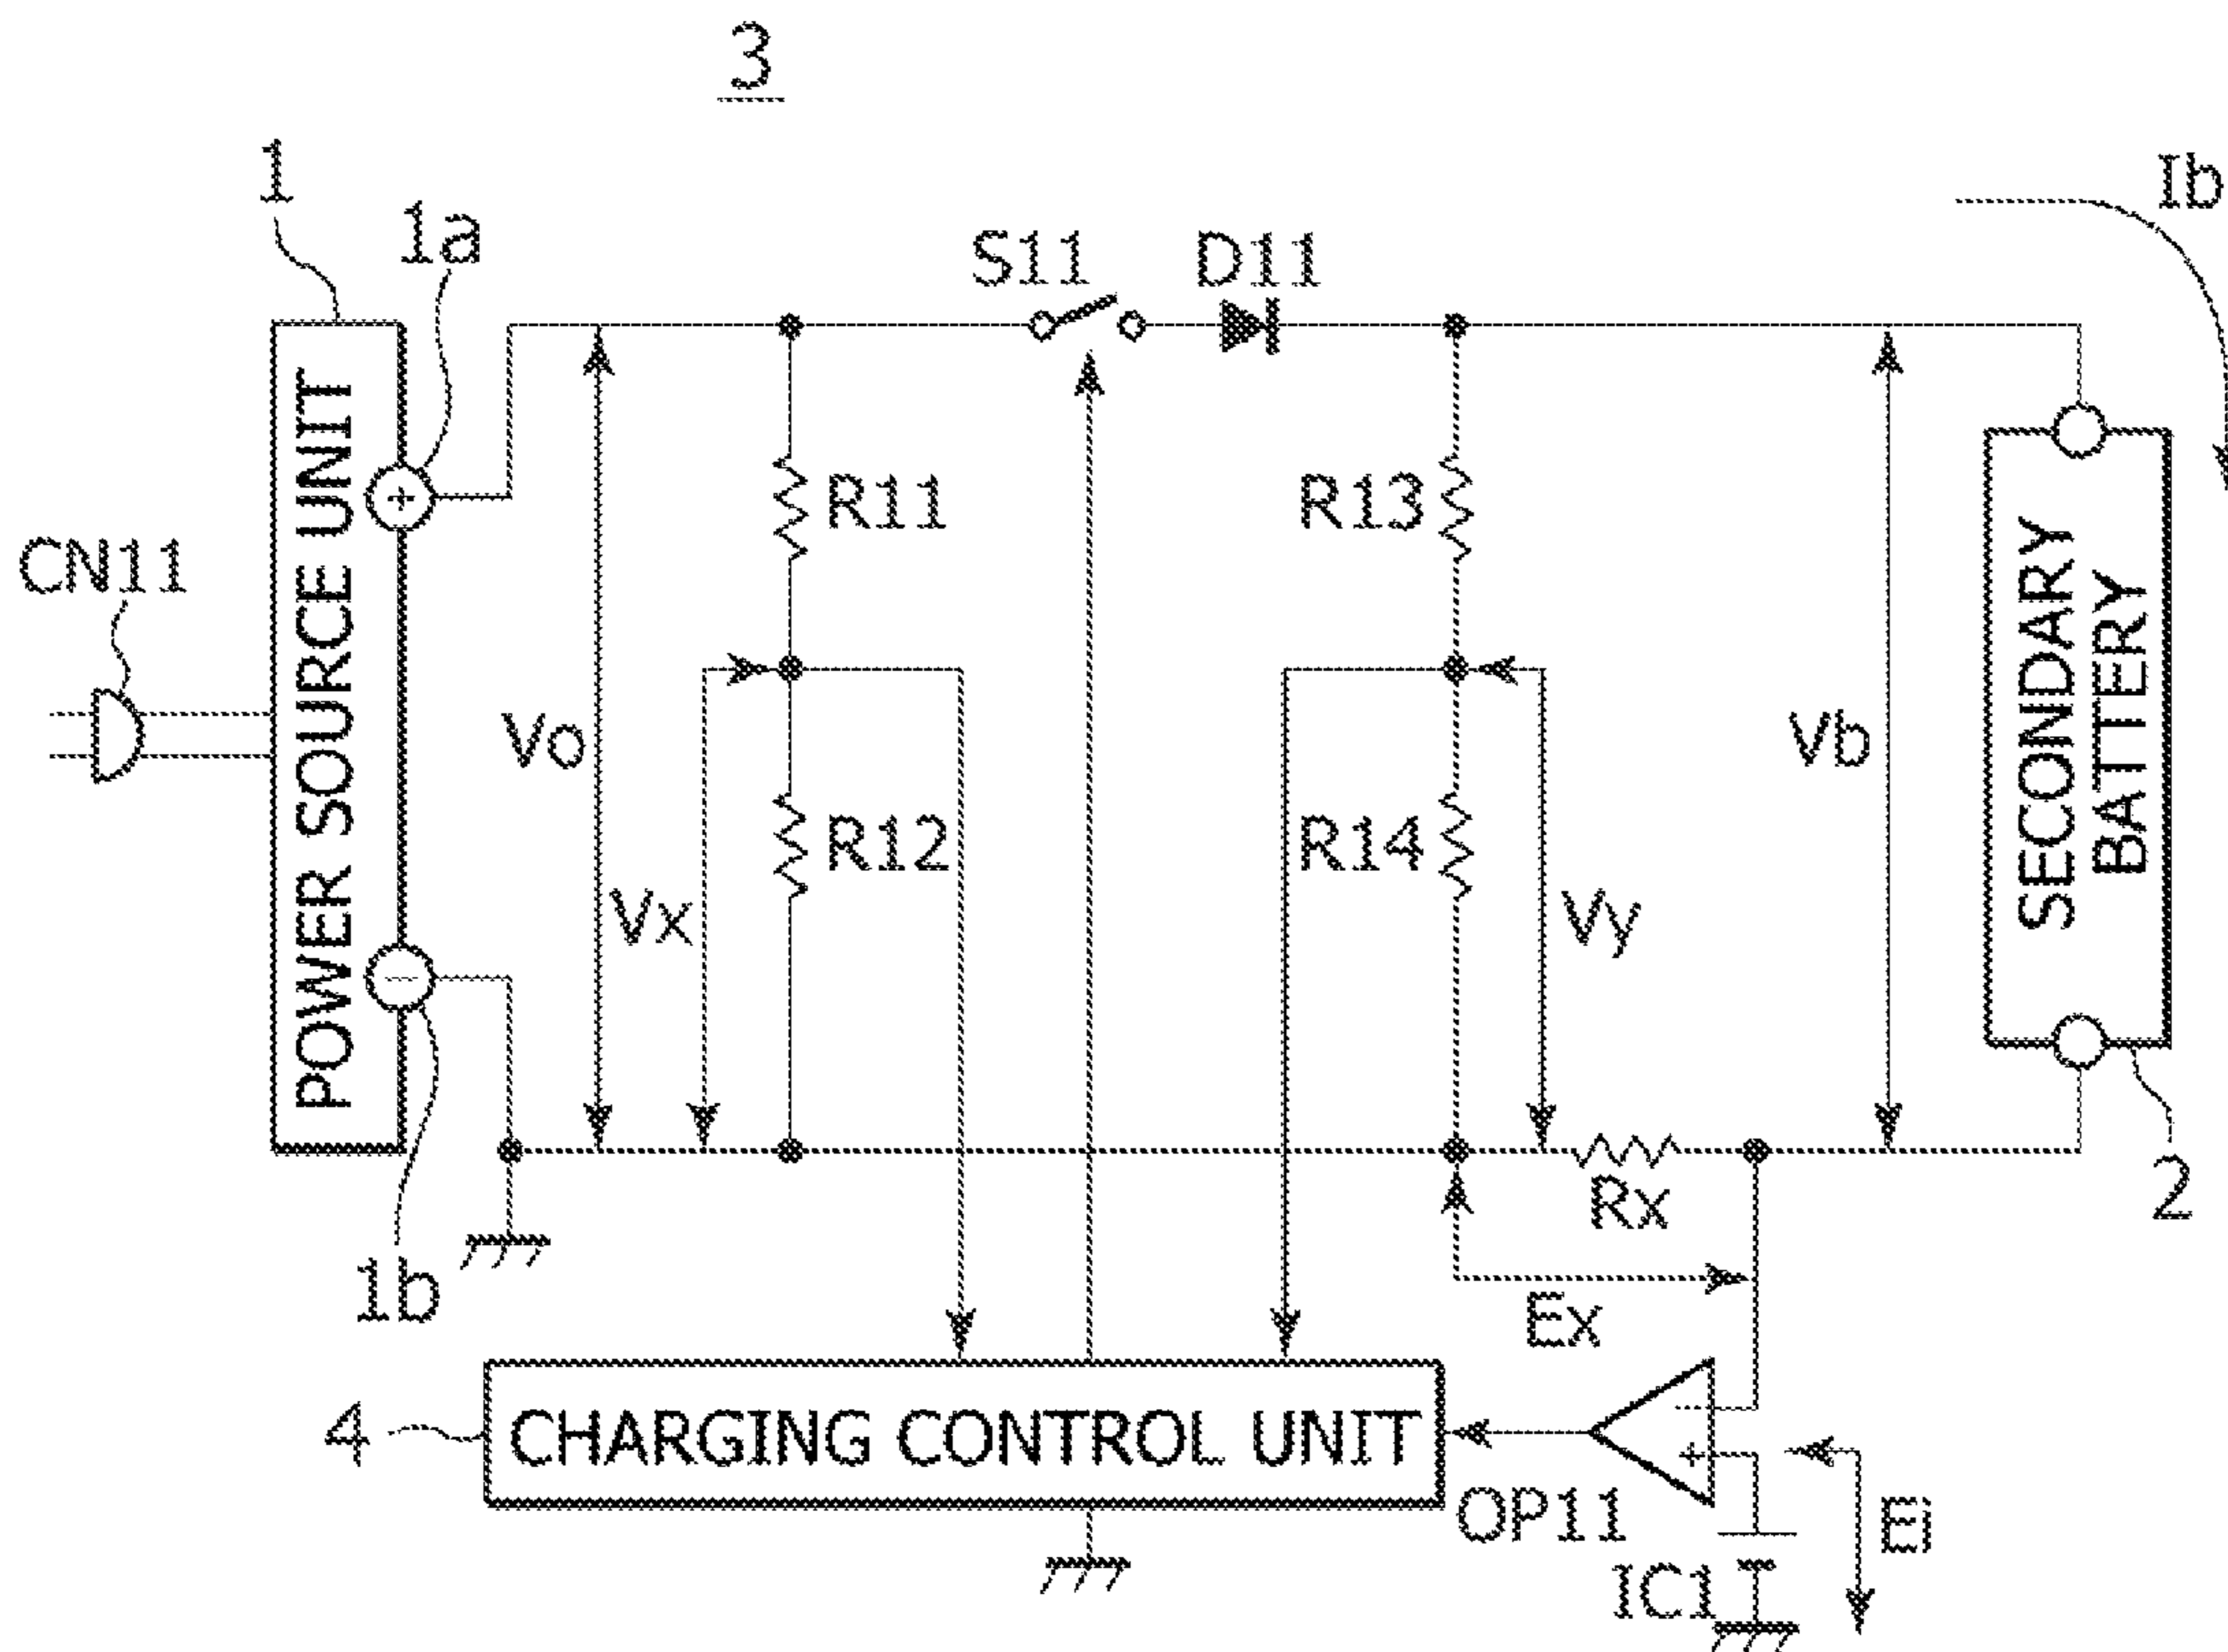 3
1
1a
Ib
S11
D11
POWER SOURCE UNIT
+
R11
R13
CN11
SECONDARY
BATTERY
Vo
Vb
R12
R14
Vx
Vy
−
Rx
2
1b
Ex
4
CHARGING CONTROL UNIT
−
+
OP11
Ei
IC1